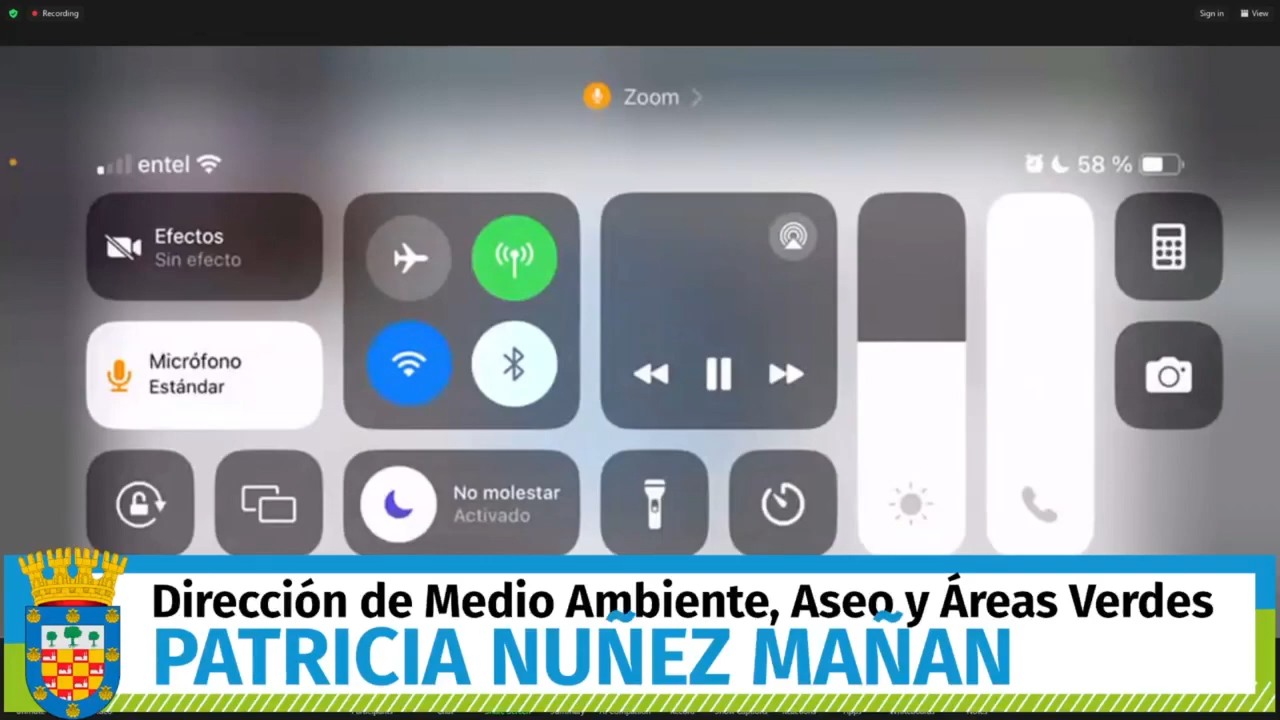 Recording
Sign in
View
Zoom
entel
58 %
Efectos
Sin efecto
Micrófono
Estándar
No molestar
Activado
Dirección de Medio Ambiente, Aseo y Áreas Verdes
PATRICIA NUÑEZ MAÑAN